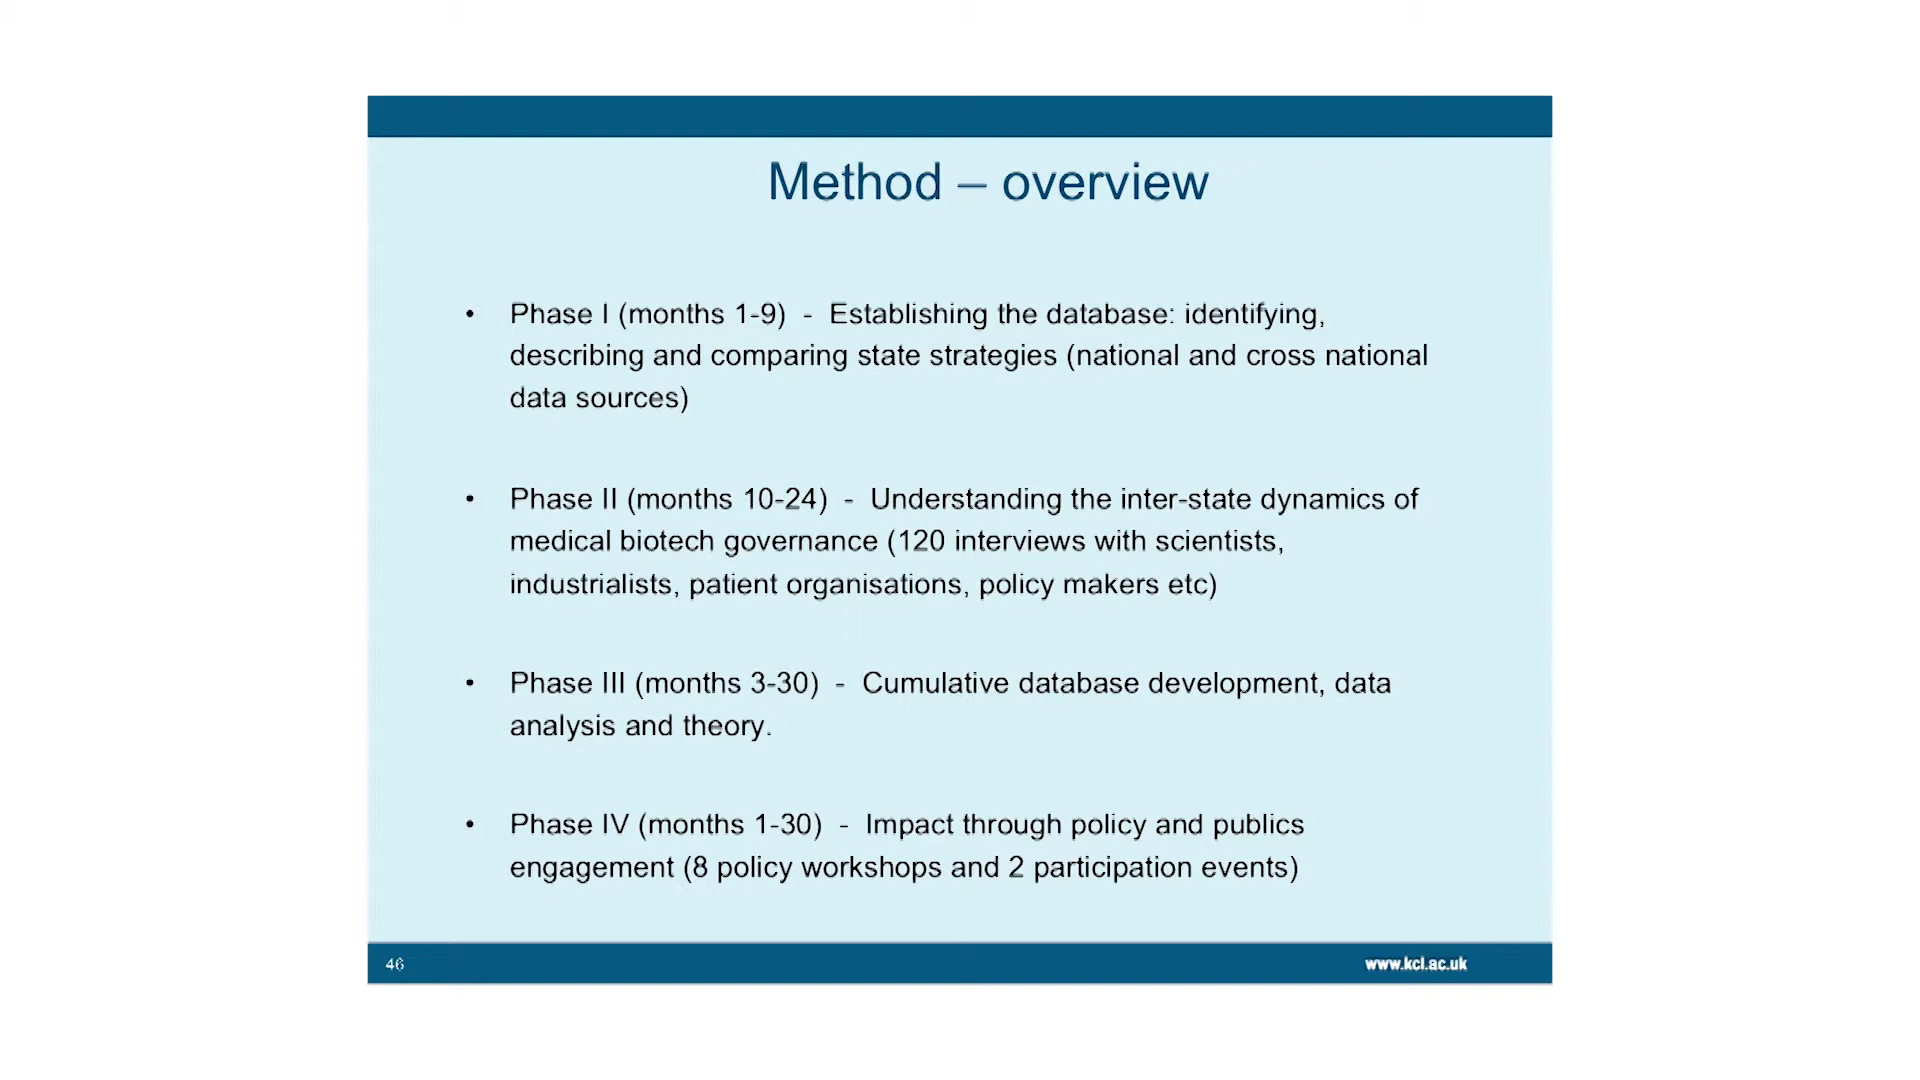 Method – overview
• Phase I (months 1-9) - Establishing the database: identifying,
describing and comparing state strategies (national and cross national
data sources)
• Phase II (months 10-24) - Understanding the inter-state dynamics of
medical biotech governance (120 interviews with scientists,
industrialists, patient organisations, policy makers etc)
• Phase III (months 3-30) - Cumulative database development, data
analysis and theory.
• Phase IV (months 1-30) - Impact through policy and publics
engagement (8 policy workshops and 2 participation events)
46
www.kcl.ac.uk